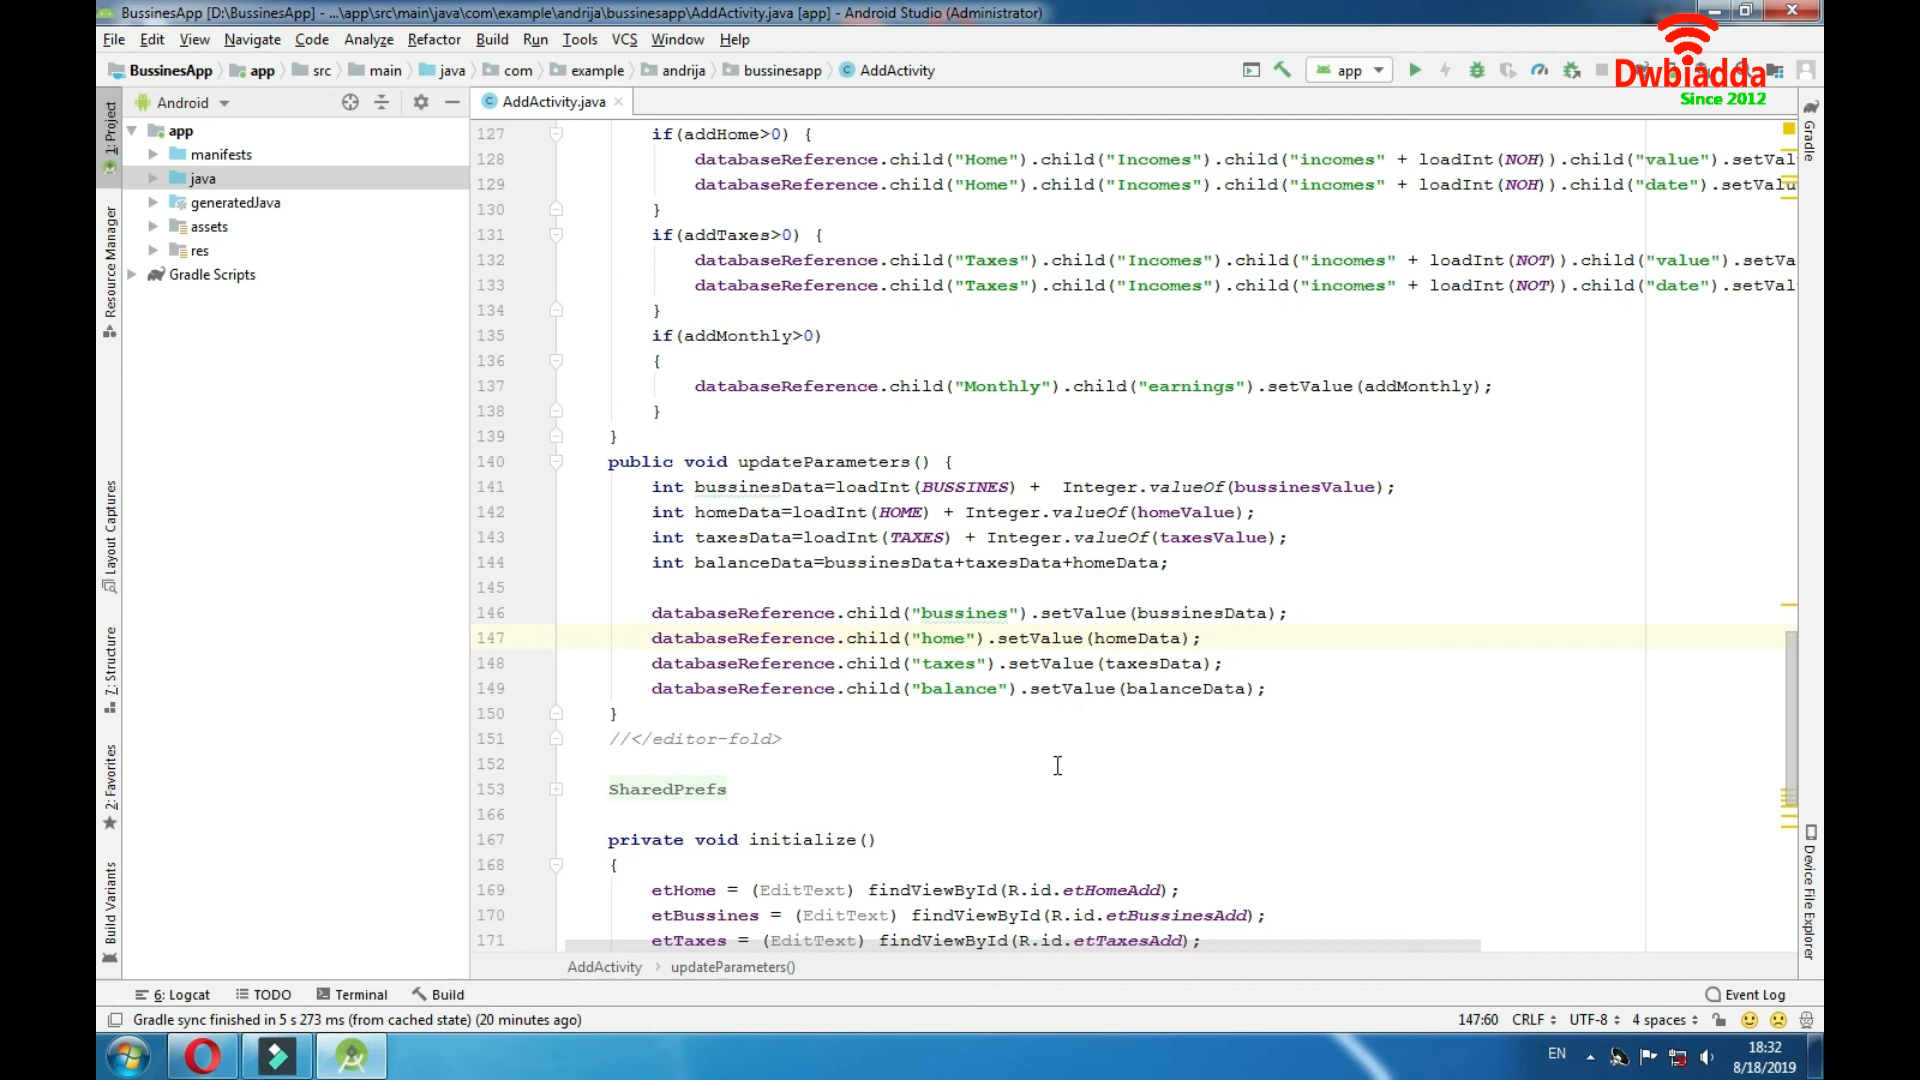 BussinesApp [D:\BussinesApp] - ...\app\src\main\java\com\example\andrija\bussinesapp\AddActivity.java [app] - Android Studio (Administrator)
File Edit View Navigate Code Analyze Refactor Build Run Tools VCS Window Help
BussinesApp app src main java com example andrija bussinesapp AddActivity app
Dwbiadda
Since 2012
Android
AddActivity.java
1: Project
Resource Manager
Layout Captures
7: Structure
2: Favorites
Build Variants
app
manifests
java
generatedJava
assets
res
Gradle Scripts
127 if(addHome>0) {
128 databaseReference.child("Home").child("Incomes").child("incomes" + loadInt(NOH)).child("value").setVal
129 databaseReference.child("Home").child("Incomes").child("incomes" + loadInt(NOH)).child("date").setValu
130 }
131 if(addTaxes>0) {
132 databaseReference.child("Taxes").child("Incomes").child("incomes" + loadInt(NOT)).child("value").setVa
133 databaseReference.child("Taxes").child("Incomes").child("incomes" + loadInt(NOT)).child("date").setVal
134 }
135 if(addMonthly>0)
136 {
137 databaseReference.child("Monthly").child("earnings").setValue(addMonthly);
138 }
139 }
140 public void updateParameters() {
141 int bussinesData=loadInt(BUSSINES) + Integer.valueOf(bussinesValue);
142 int homeData=loadInt(HOME) + Integer.valueOf(homeValue);
143 int taxesData=loadInt(TAXES) + Integer.valueOf(taxesValue);
144 int balanceData=bussinesData+taxesData+homeData;
145
146 databaseReference.child("bussines").setValue(bussinesData);
147 databaseReference.child("home").setValue(homeData);
148 databaseReference.child("taxes").setValue(taxesData);
149 databaseReference.child("balance").setValue(balanceData);
150 }
151 //</editor-fold>
152
153 SharedPrefs
166
167 private void initialize()
168 {
169 etHome = (EditText) findViewById(R.id.etHomeAdd);
170 etBussines = (EditText) findViewById(R.id.etBussinesAdd);
171 etTaxes = (EditText) findViewById(R.id.etTaxesAdd);
AddActivity updateParameters()
Gradle
Device File Explorer
6: Logcat TODO Terminal Build Event Log
Gradle sync finished in 5 s 273 ms (from cached state) (20 minutes ago) 147:60 CRLF UTF-8 4 spaces
EN 18:32
8/18/2019